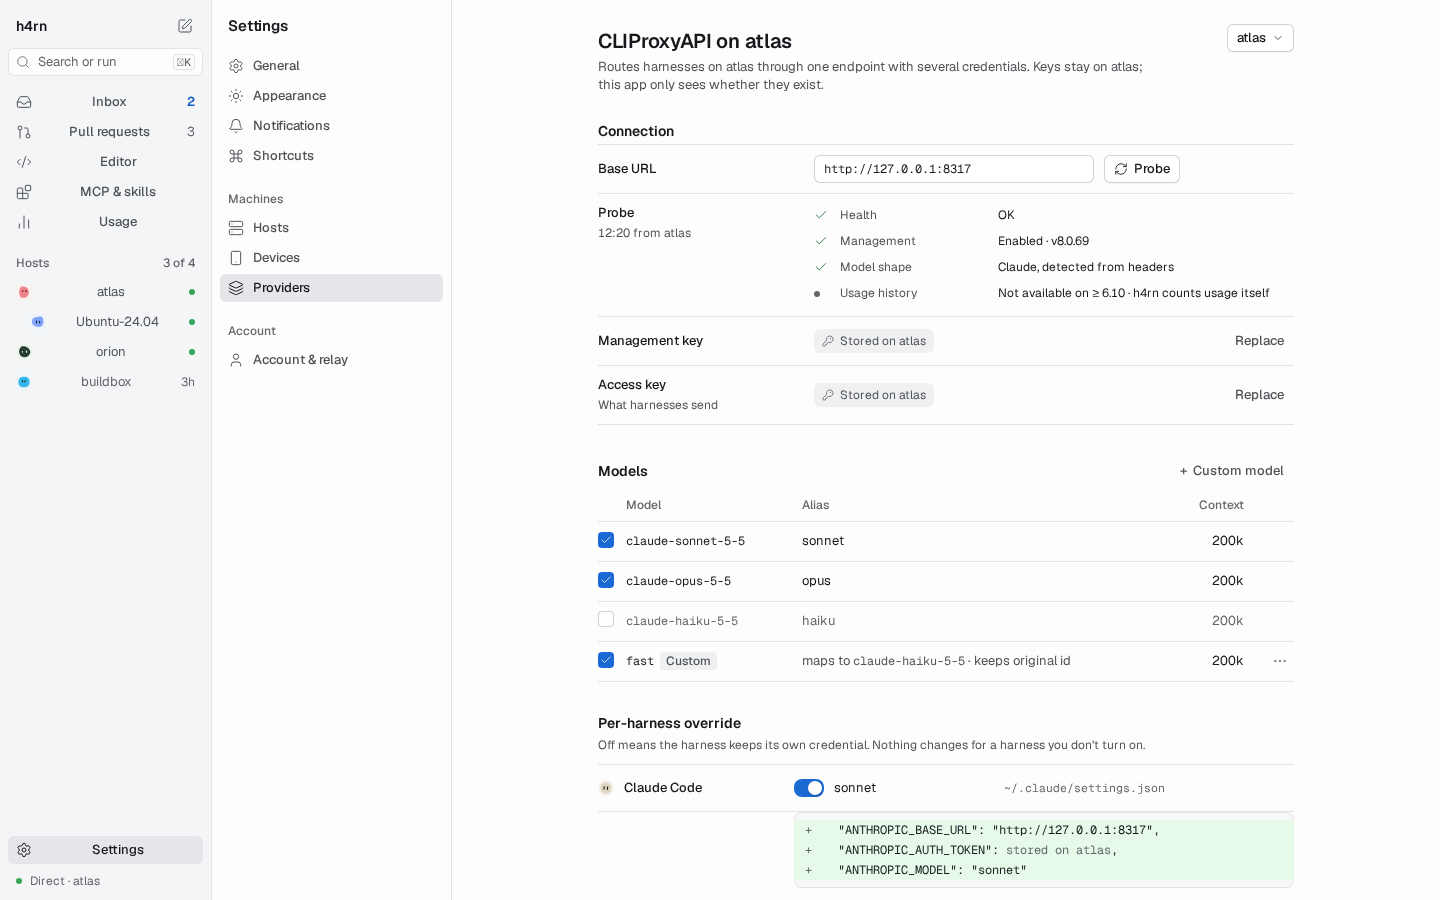 h4rn
Search or run ⌘K
Inbox 2
Pull requests 3
Editor
MCP & skills
Usage
Hosts 3 of 4
atlas
Ubuntu-24.04
orion
buildbox 3h
Settings
Direct · atlas
Settings
General
Appearance
Notifications
Shortcuts
Machines
Hosts
Devices
Providers
Account
Account & relay
CLIProxyAPI on atlas
atlas
Routes harnesses on atlas through one endpoint with several credentials. Keys stay on atlas;
this app only sees whether they exist.
Connection
Base URL http://127.0.0.1:8317 Probe
Probe
12:20 from atlas
Health OK
Management Enabled · v8.0.69
Model shape Claude, detected from headers
Usage history Not available on ≥ 6.10 · h4rn counts usage itself
Management key Stored on atlas Replace
Access key
What harnesses send
Stored on atlas Replace
Models + Custom model
Model Alias Context
claude-sonnet-5-5 sonnet 200k
claude-opus-5-5 opus 200k
claude-haiku-5-5 haiku 200k
fast Custom maps to claude-haiku-5-5 · keeps original id 200k ···
Per-harness override
Off means the harness keeps its own credential. Nothing changes for a harness you don’t turn on.
Claude Code sonnet ~/.claude/settings.json
+ "ANTHROPIC_BASE_URL": "http://127.0.0.1:8317",
+ "ANTHROPIC_AUTH_TOKEN": stored on atlas,
+ "ANTHROPIC_MODEL": "sonnet"